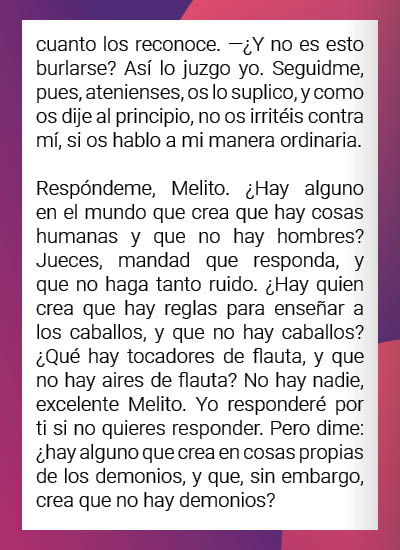 cuanto los reconoce. —¿Y no es esto
burlarse? Así lo juzgo yo. Seguidme,
pues, atenienses, os lo suplico, y como
os dije al principio, no os irritéis contra
mí, si os hablo a mi manera ordinaria.

Respóndeme, Melito. ¿Hay alguno
en el mundo que crea que hay cosas
humanas y que no hay hombres?
Jueces, mandad que responda, y
que no haga tanto ruido. ¿Hay quien
crea que hay reglas para enseñar a
los caballos, y que no hay caballos?
¿Qué hay tocadores de flauta, y que
no hay aires de flauta? No hay nadie,
excelente Melito. Yo responderé por
ti si no quieres responder. Pero dime:
¿hay alguno que crea en cosas propias
de los demonios, y que, sin embargo,
crea que no hay demonios?